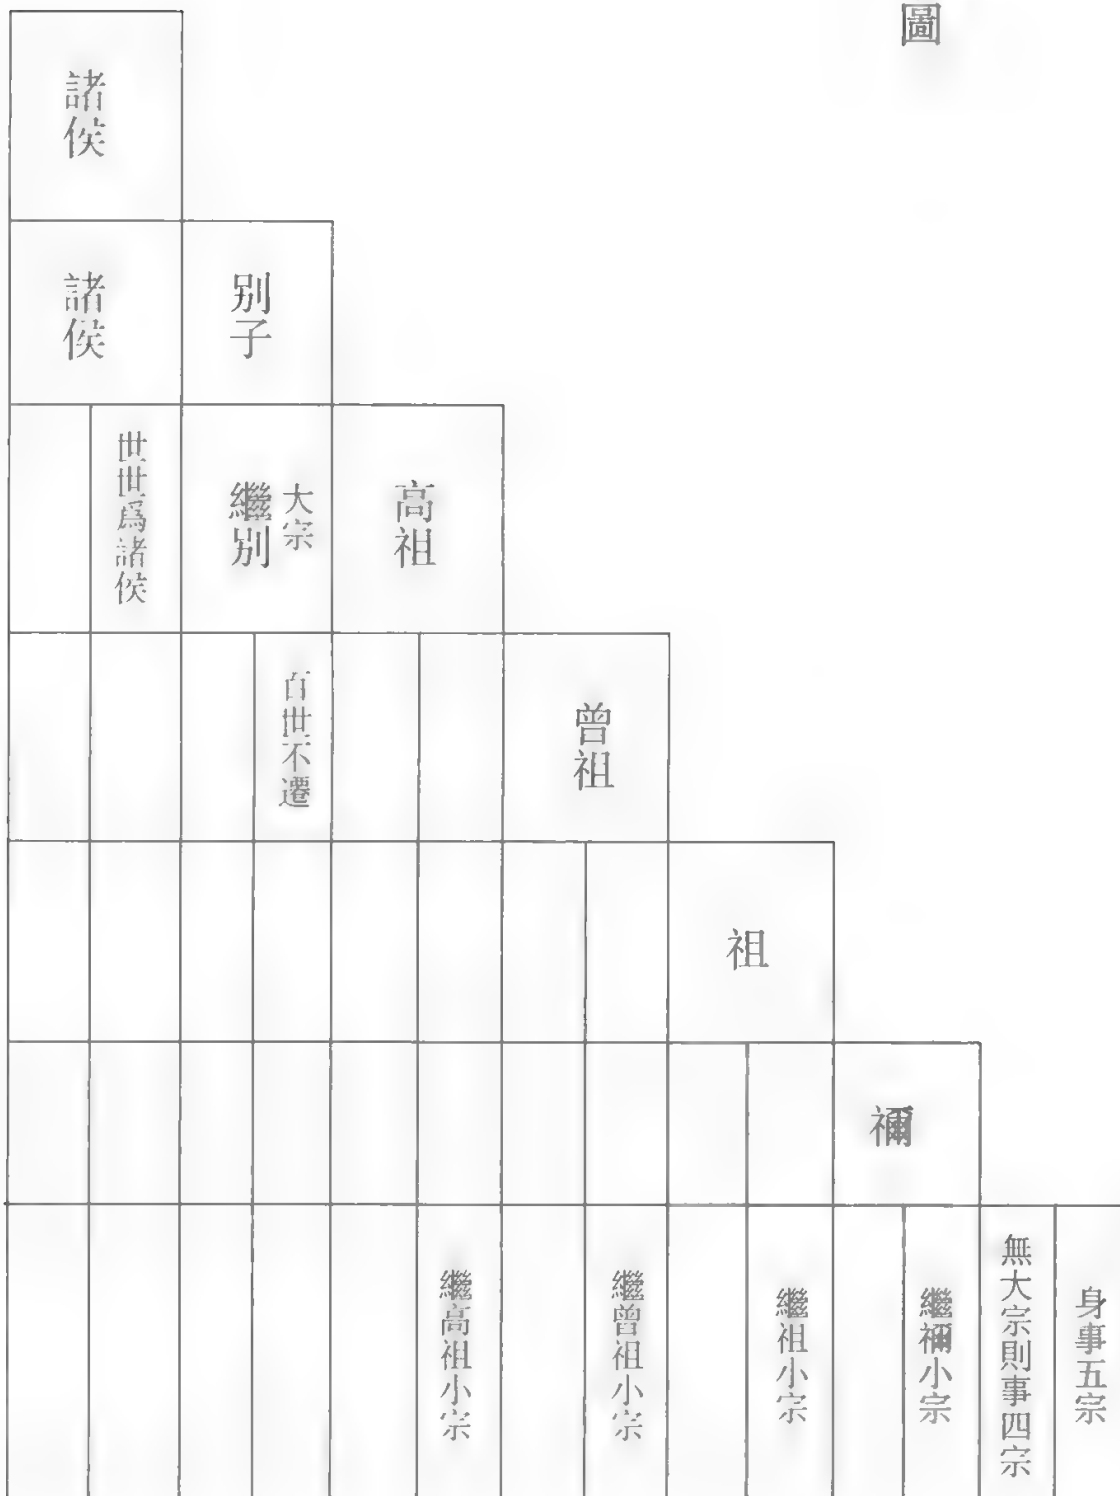 圖
諸侯
諸侯
別子
世世爲諸侯
大宗
繼別
高祖
百世不遷
曾祖
祖
禰
身事五宗
無大宗則事四宗
繼禰小宗
繼祖小宗
繼曾祖小宗
繼高祖小宗